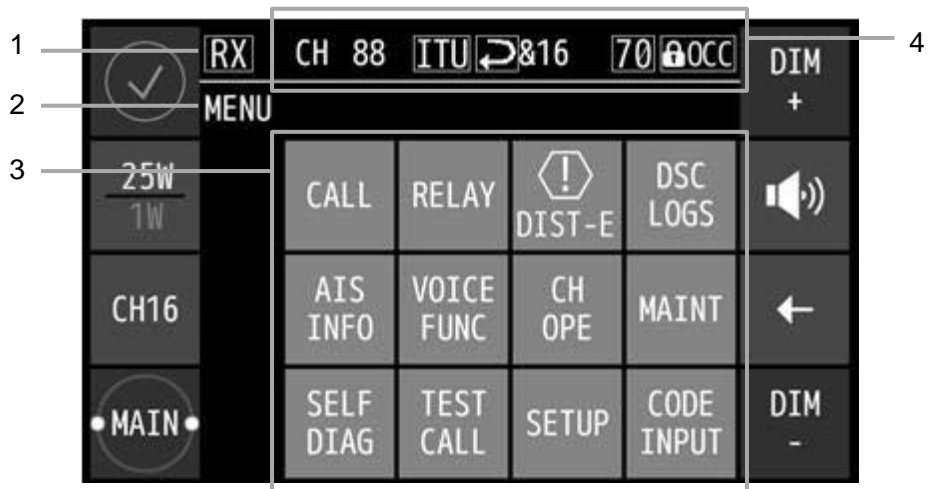 1
RX CH 88 ITU &16 70 OCC
4
DIM
+
2
MENU
3
25W
1W
CALL
RELAY
DIST-E
DSC
LOGS
CH16
AIS
INFO
VOICE
FUNC
CH
OPE
MAINT
MAIN
SELF
DIAG
TEST
CALL
SETUP
CODE
INPUT
DIM
-